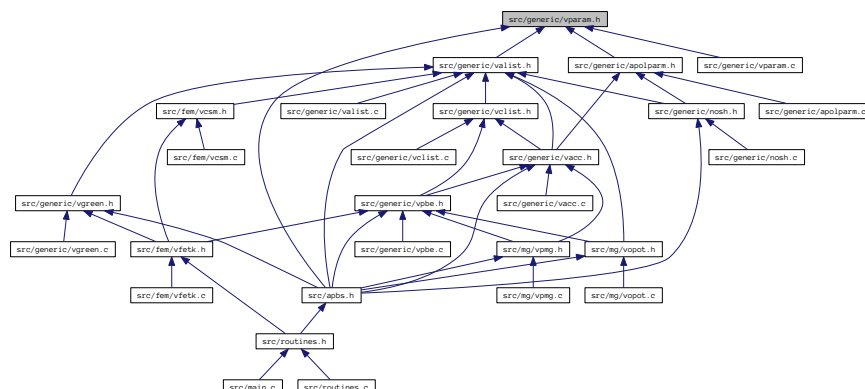 src/generic/vparam.h
src/generic/valist.h
src/generic/apolparm.h
src/generic/vparam.c
src/fem/vcsm.h
src/generic/valist.c
src/generic/vclist.h
src/generic/nosh.h
src/generic/apolparm.c
src/fem/vcsm.c
src/generic/vclist.c
src/generic/vacc.h
src/generic/nosh.c
src/generic/vgreen.h
src/generic/vpbe.h
src/generic/vacc.c
src/generic/vgreen.c
src/fem/vfetk.h
src/generic/vpbe.c
src/mg/vpmg.h
src/mg/vopot.h
src/fem/vfetk.c
src/apbs.h
src/mg/vpmg.c
src/mg/vopot.c
src/routines.h
src/main.c
src/routines.c